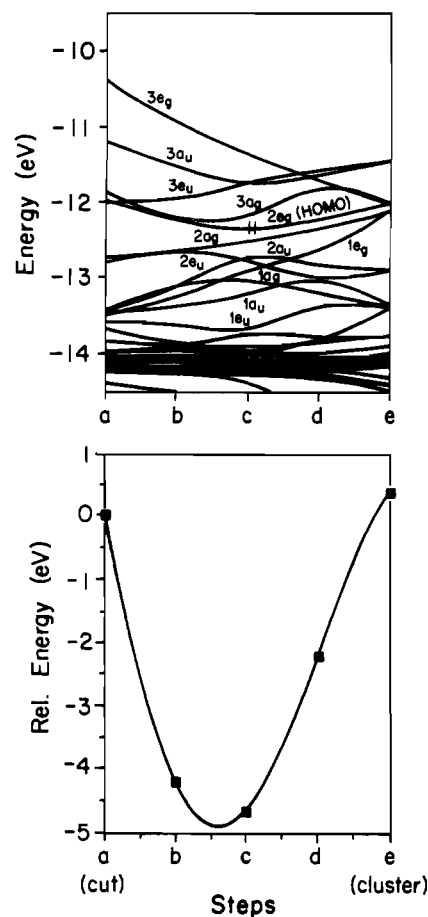 -10
-11
-12
-13
-14
Energy (eV)
3eg
3au
3eu
3ag
2eg (HOMO)
2ag
2au
1eg
2eu
1ag
1au
1eu
a b c d e
1
0
-1
-2
-3
-4
-5
Rel. Energy (eV)
a b c d e
(cut) (cluster)
Steps